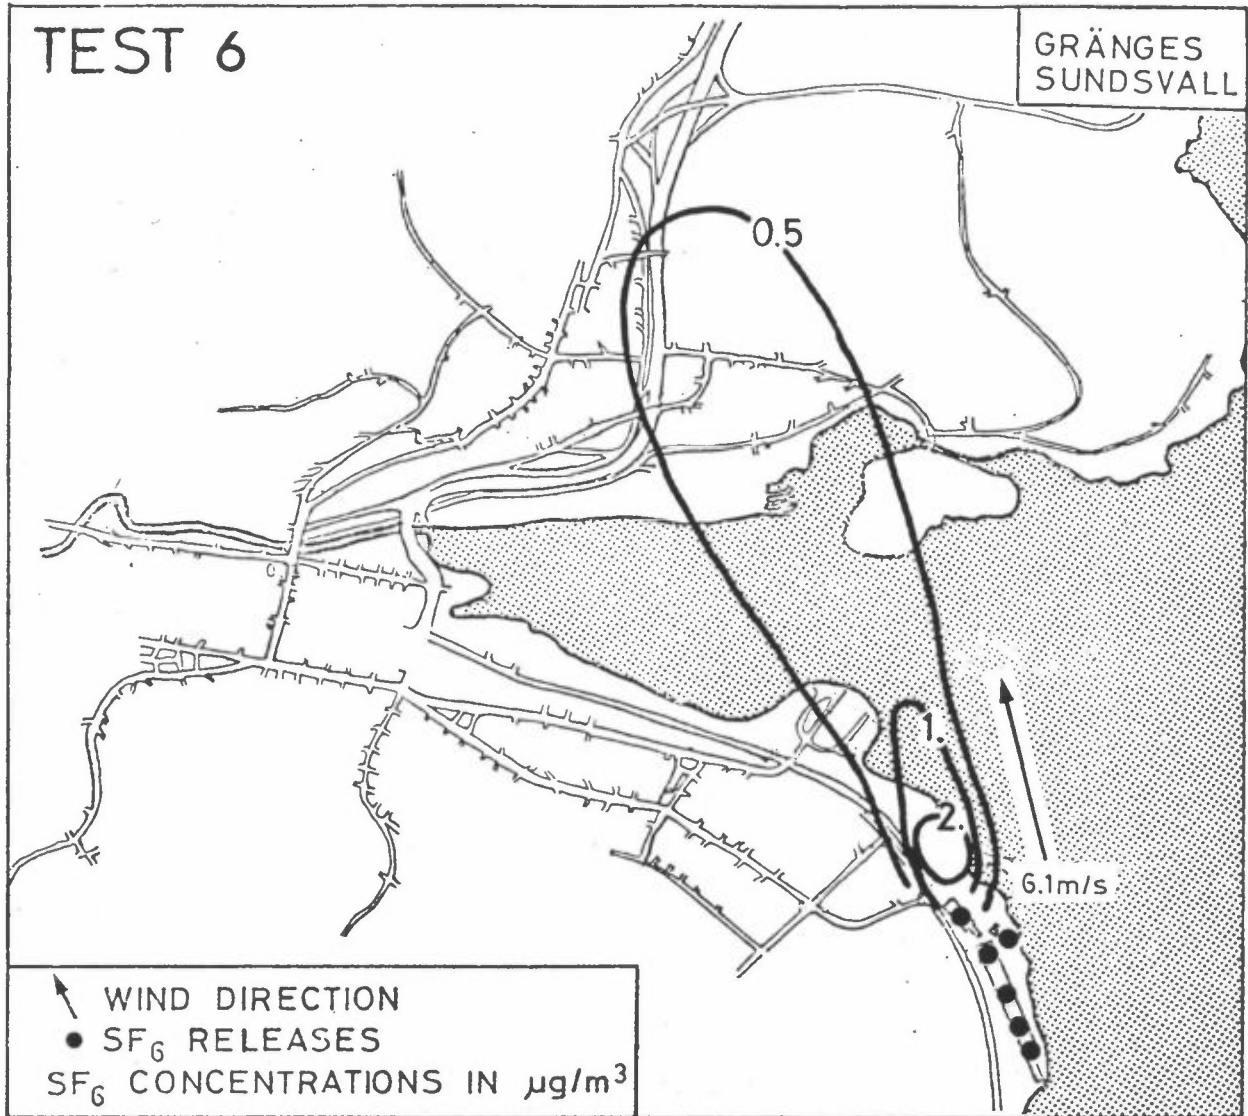 TEST 6
GRÄNGES
SUNDSVALL
0.5
1.
2.
6.1m/s
WIND DIRECTION
SF₆ RELEASES
SF₆ CONCENTRATIONS IN µg/m³